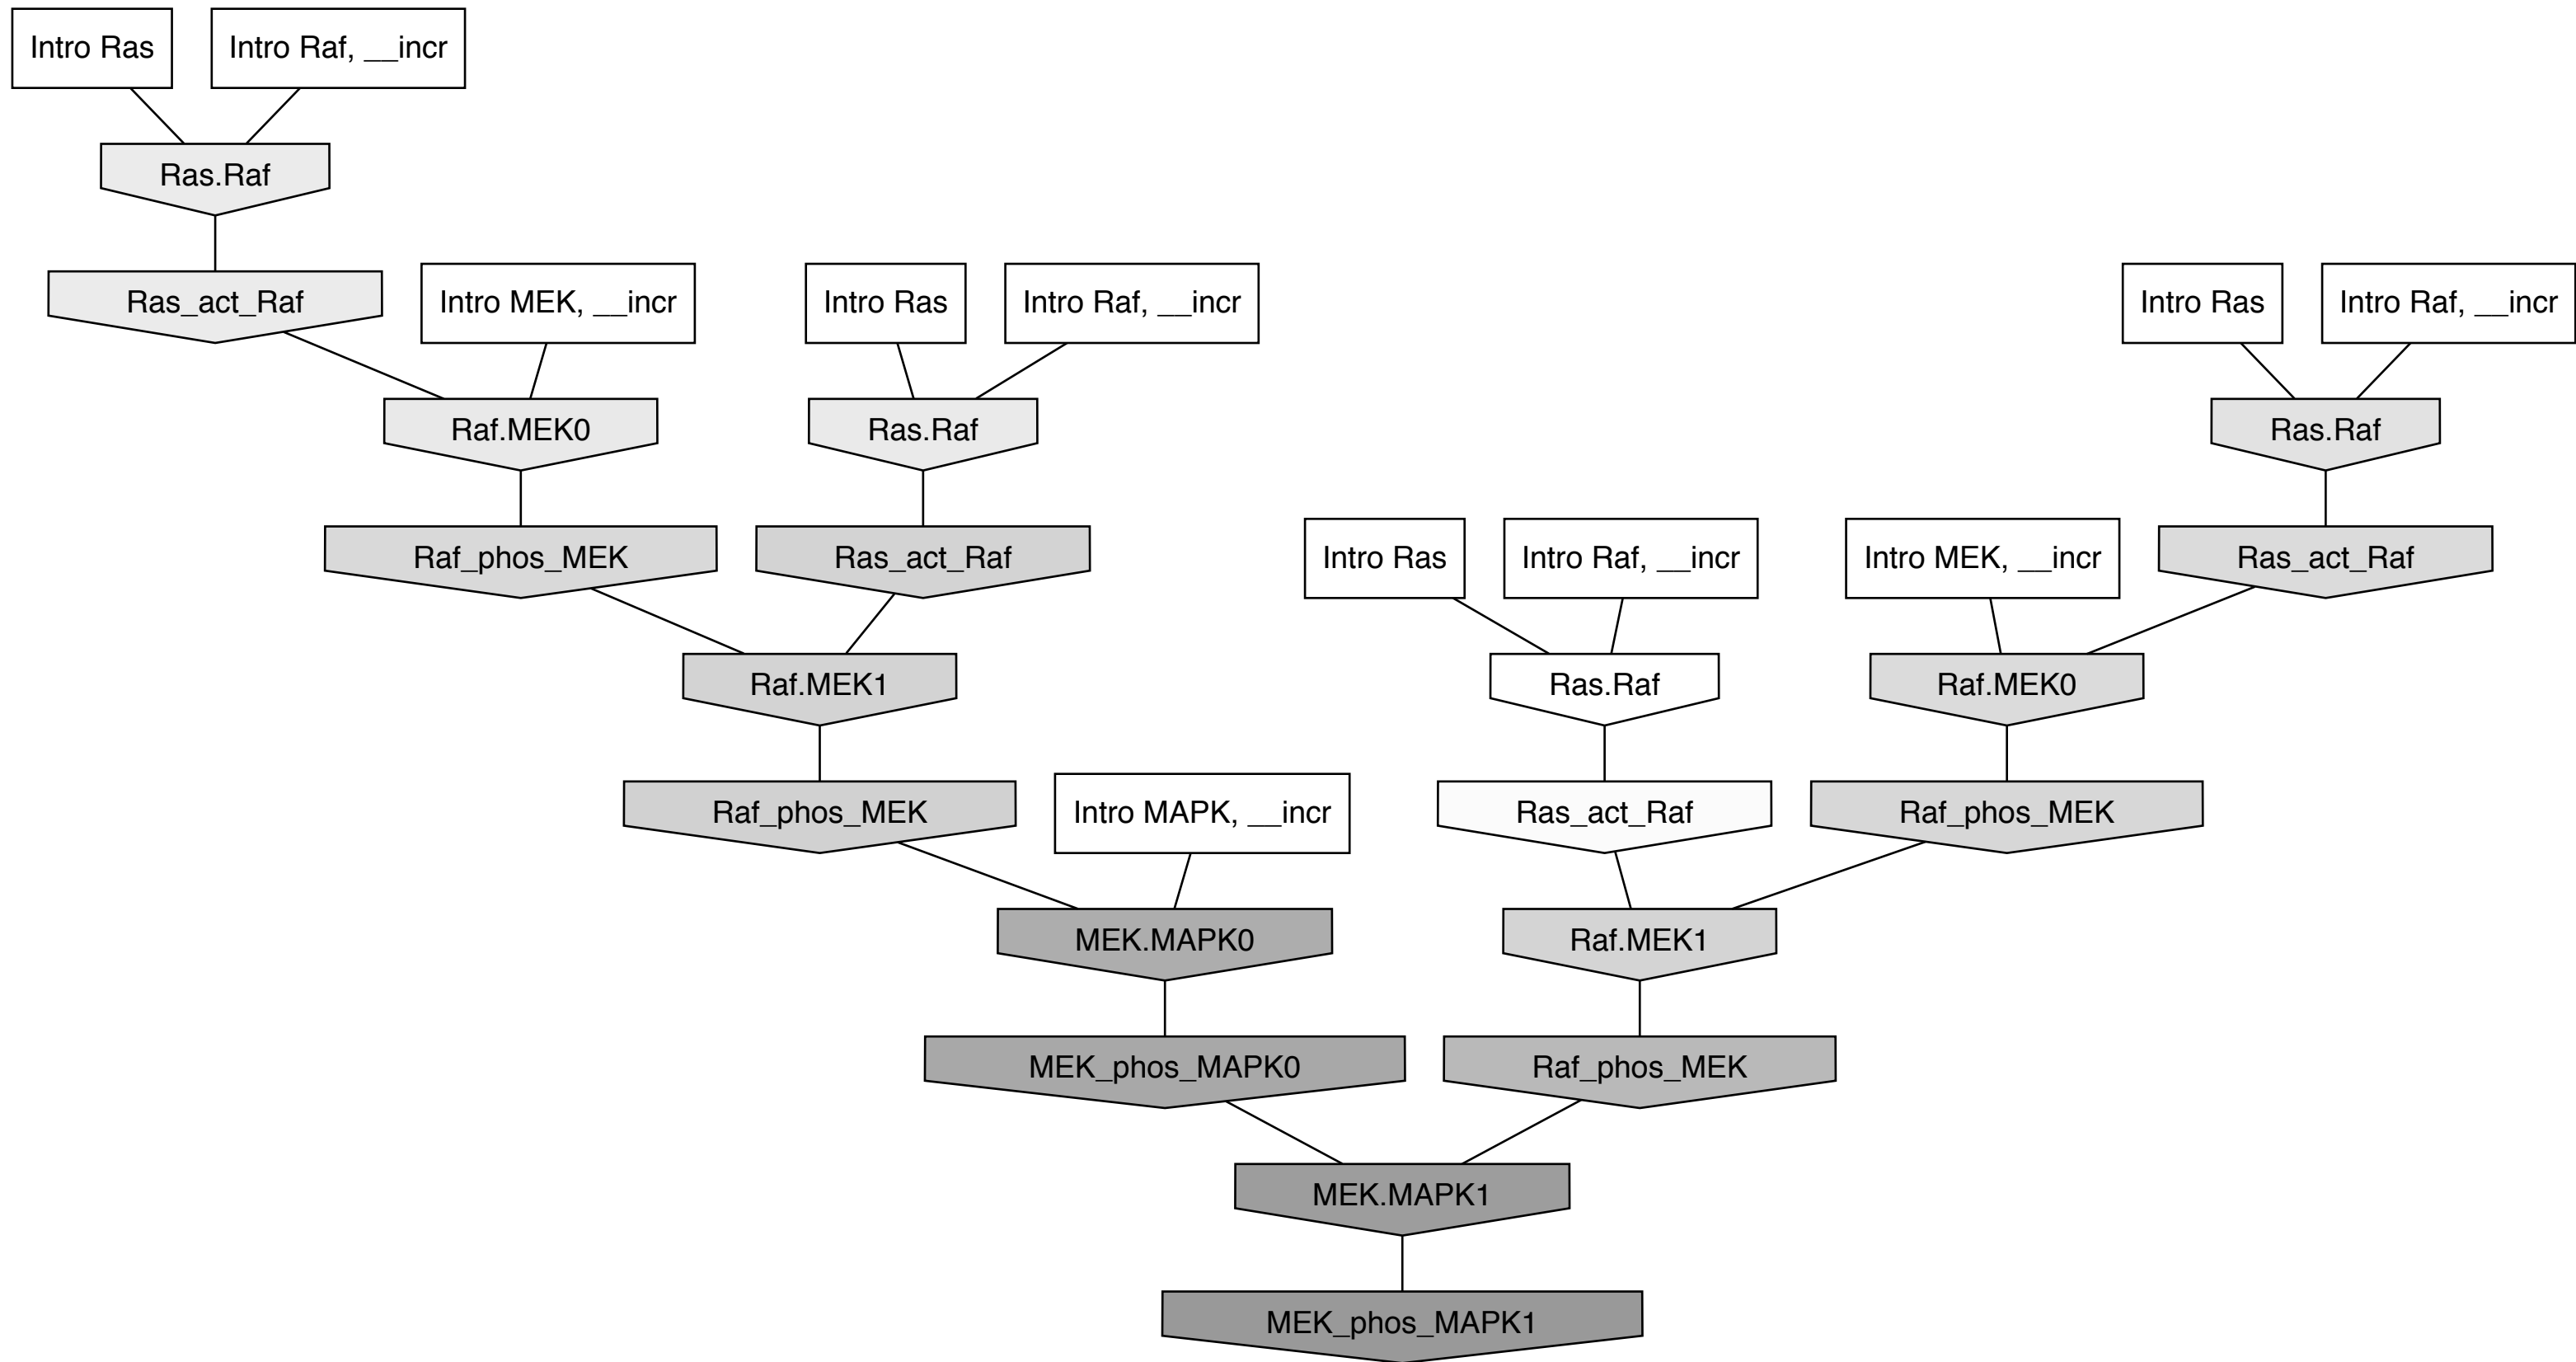 Intro Ras
Intro Raf, __incr
Ras.Raf
Ras_act_Raf
Intro MEK, __incr
Intro Ras
Intro Raf, __incr
Intro Ras
Intro Raf, __incr
Raf.MEK0
Ras.Raf
Ras.Raf
Raf_phos_MEK
Ras_act_Raf
Intro Ras
Intro Raf, __incr
Intro MEK, __incr
Ras_act_Raf
Raf.MEK1
Ras.Raf
Raf.MEK0
Raf_phos_MEK
Intro MAPK, __incr
Ras_act_Raf
Raf_phos_MEK
MEK.MAPK0
Raf.MEK1
MEK_phos_MAPK0
Raf_phos_MEK
MEK.MAPK1
MEK_phos_MAPK1